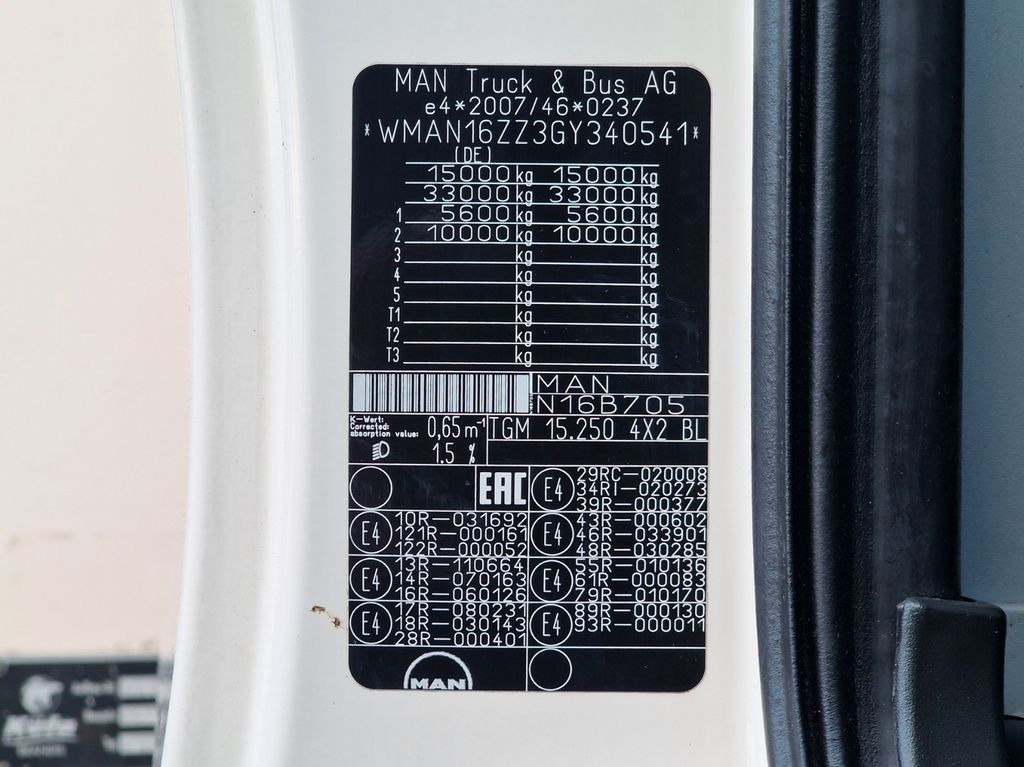 MAN Truck & Bus AG
e4*2007/46*0237
*WMAN16ZZ3GY340541*
(DE)
15000 kg 15000 kg
33000 kg 33000 kg
1 5600 kg 5600 kg
2 10000 kg 10000 kg
3 kg kg
4 kg kg
5 kg kg
T1 kg kg
T2 kg kg
T3 kg kg
MAN
N16B705
K-Wert:
Corrected
absorption value: 0,65 m-1
1.5 %
TGM 15.250 4X2 BL
EAC
E4 29RC-020008
34RI-020273
39R-000377
E4 10R-031692
121R-000161
122R-000052
E4 43R-000602
46R-033901
48R-030285
E4 13R-110664
14R-070163
16R-060126
E4 55R-010136
61R-000083
79R-010170
E4 17R-080231
18R-030143
28R-000401
E4 89R-000130
93R-000011
MAN